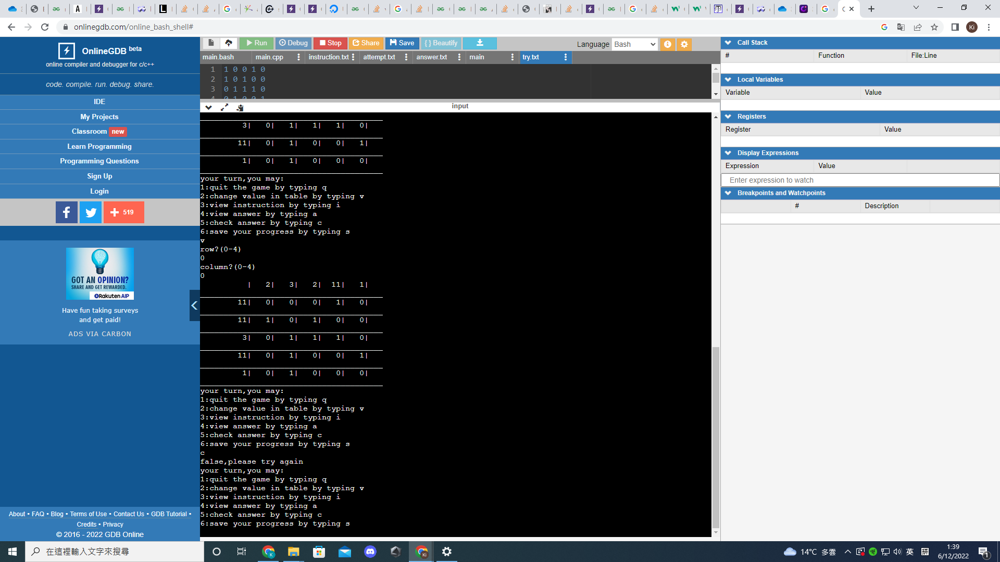 onlinegdb.com/online_bash_shell#
Ki
OnlineGDB beta
online compiler and debugger for c/c++
code. compile. run. debug. share.
IDE
My Projects
Classroom new
Learn Programming
Programming Questions
Sign Up
Login
519
GOT AN OPINION?
SHARE AND GET REWARDED.
Rakuten AIP
Have fun taking surveys
and get paid!
ADS VIA CARBON
About • FAQ • Blog • Terms of Use • Contact Us • GDB Tutorial •
Credits • Privacy
© 2016 - 2022 GDB Online
Run Debug Stop Share Save { } Beautify Language Bash
main.bash main.cpp instruction.txt attempt.txt answer.txt main try.txt
1 1 0 0 1 0
2 1 0 1 0 0
3 0 1 1 1 0
4 0 1 0 0 1
input
3| 0| 1| 1| 1| 0|
11| 0| 1| 0| 0| 1|
1| 0| 1| 0| 0| 0|
your turn,you may:
1:quit the game by typing q
2:change value in table by typing v
3:view instruction by typing i
4:view answer by typing a
5:check answer by typing c
6:save your progress by typing s
v
row?(0-4)
0
column?(0-4)
0
| 2| 3| 2| 11| 1|
11| 0| 0| 0| 1| 0|
11| 1| 0| 1| 0| 0|
3| 0| 1| 1| 1| 0|
11| 0| 1| 0| 0| 1|
1| 0| 1| 0| 0| 0|
your turn,you may:
1:quit the game by typing q
2:change value in table by typing v
3:view instruction by typing i
4:view answer by typing a
5:check answer by typing c
6:save your progress by typing s
c
false,please try again
your turn,you may:
1:quit the game by typing q
2:change value in table by typing v
3:view instruction by typing i
4:view answer by typing a
5:check answer by typing c
6:save your progress by typing s
Call Stack
# Function File:Line
Local Variables
Variable Value
Registers
Register Value
Display Expressions
Expression Value
Enter expression to watch
Breakpoints and Watchpoints
# Description
在這裡輸入文字來搜尋
14°C 多雲
英
1:39
6/12/2022
1